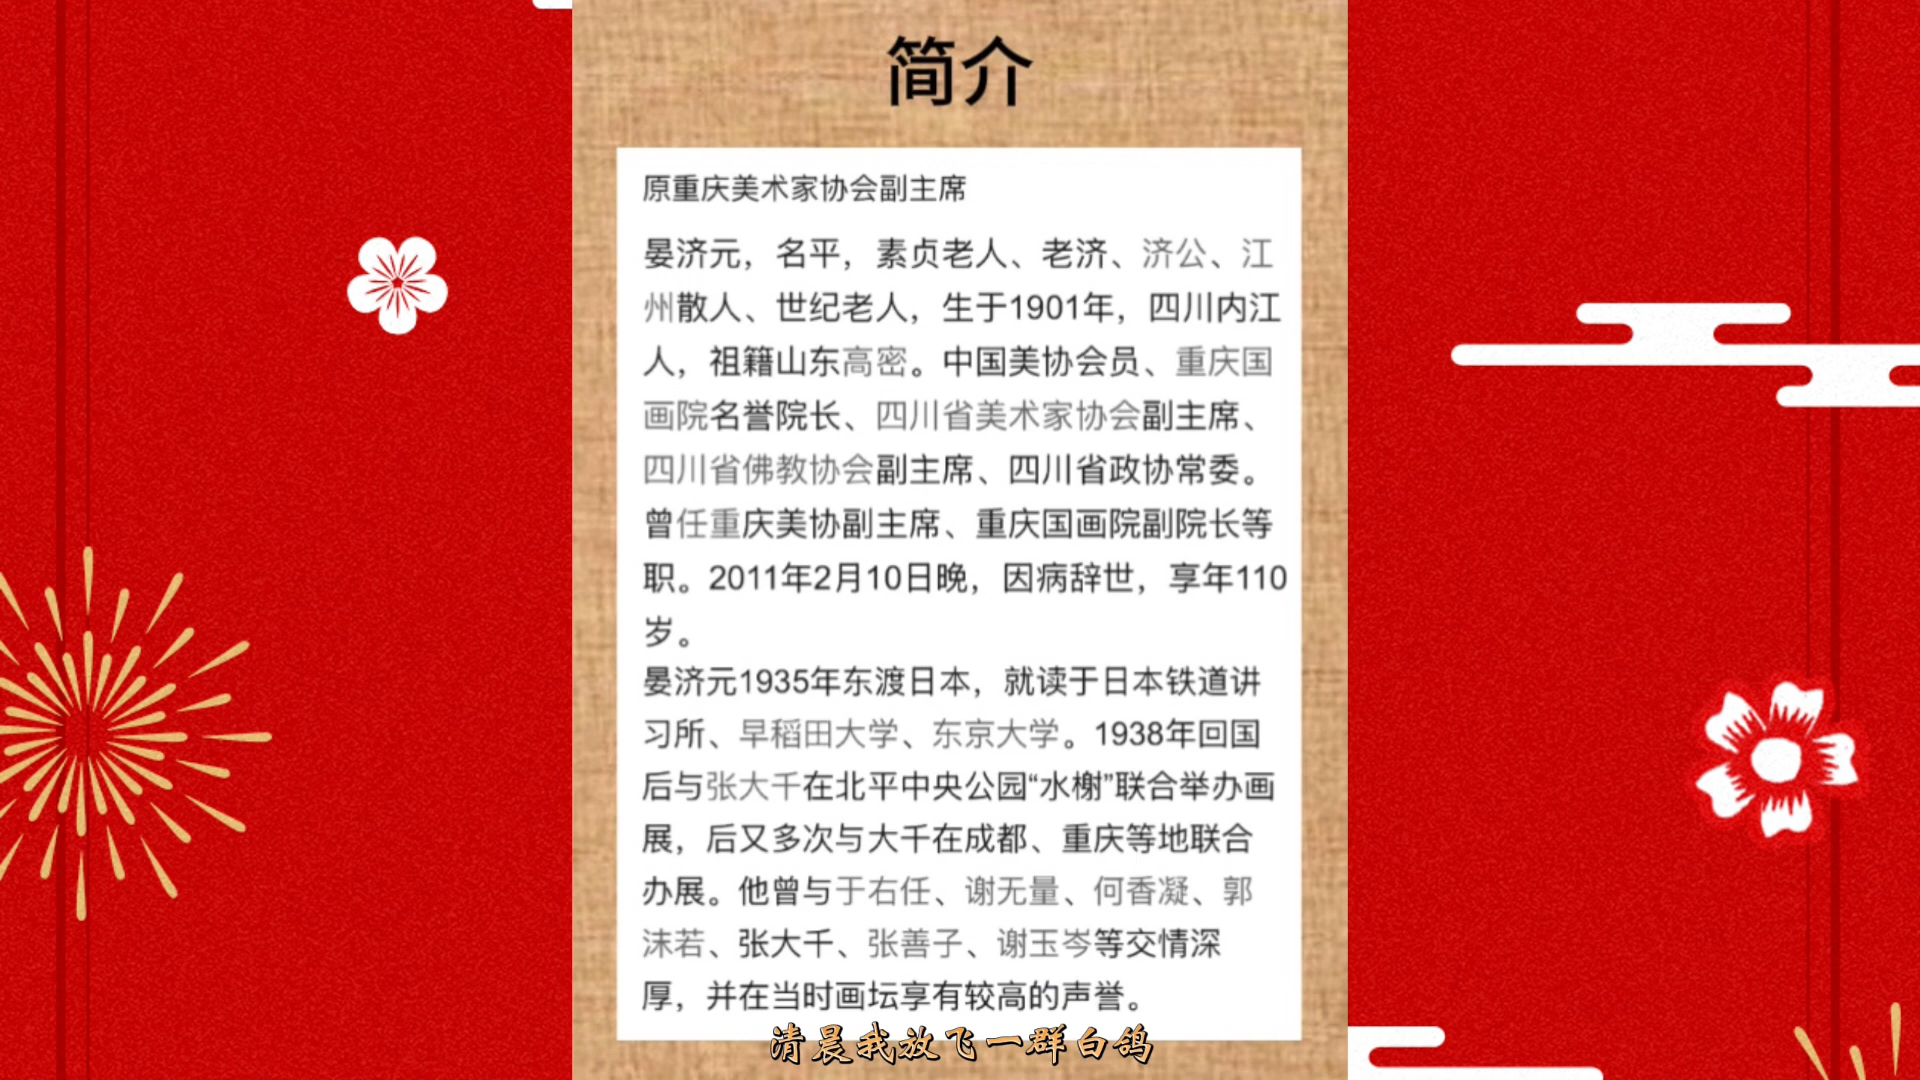 简介
原重庆美术家协会副主席
晏济元，名平，素贞老人、老济、济公、江
州散人、世纪老人，生于1901年，四川内江
人，祖籍山东高密。中国美协会员、重庆国
画院名誉院长、四川省美术家协会副主席、
四川省佛教协会副主席、四川省政协常委。
曾任重庆美协副主席、重庆国画院副院长等
职。2011年2月10日晚，因病辞世，享年110
岁。
晏济元1935年东渡日本，就读于日本铁道讲
习所、早稻田大学、东京大学。1938年回国
后与张大千在北平中央公园“水榭”联合举办画
展，后又多次与大千在成都、重庆等地联合
办展。他曾与于右任、谢无量、何香凝、郭
沫若、张大千、张善子、谢玉岑等交情深
厚，并在当时画坛享有较高的声誉。
清晨我放飞一群白鸽